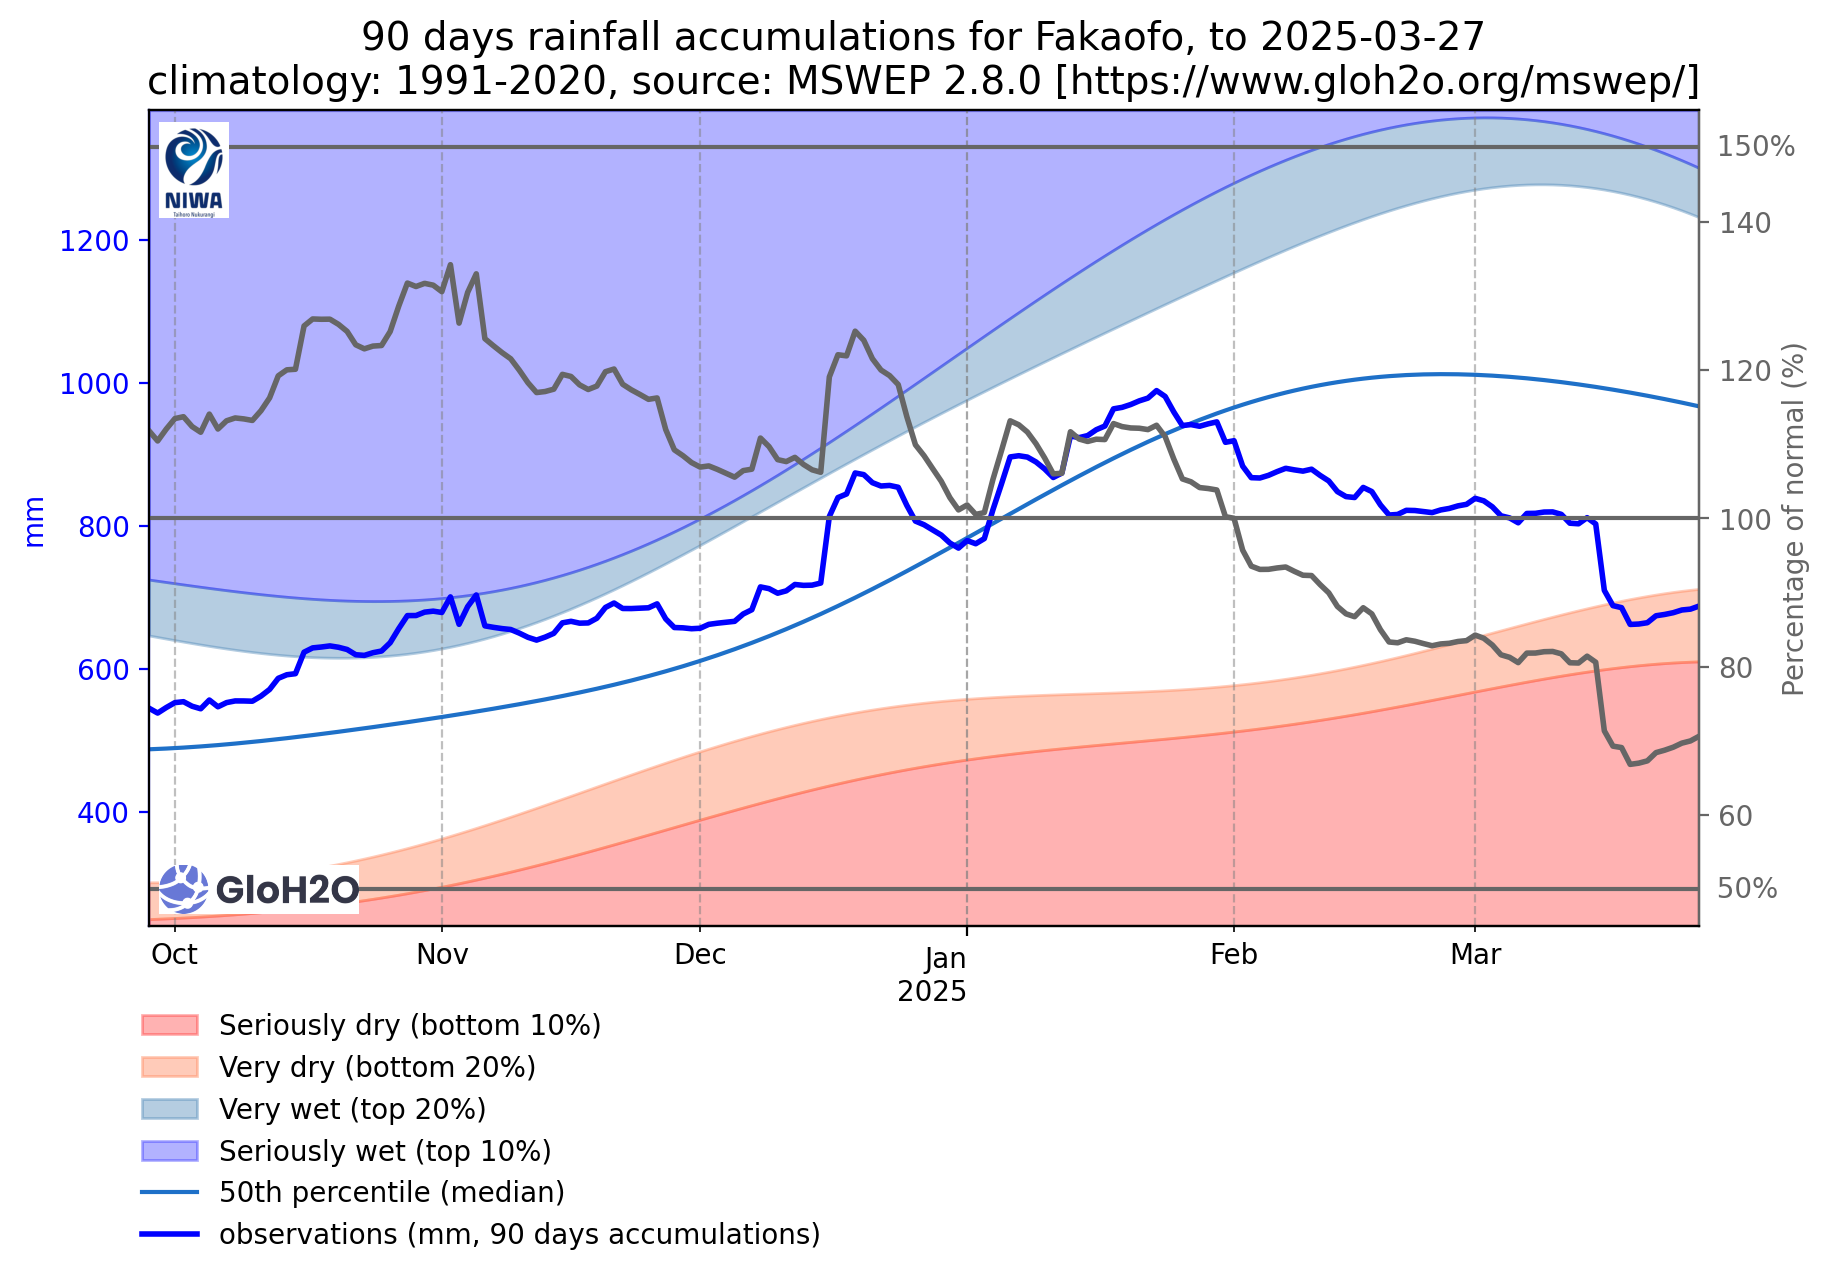 90 days rainfall accumulations for Fakaofo, to 2025-03-27
climatology: 1991-2020, source: MSWEP 2.8.0 [https://www.gloh2o.org/mswep/]
NIWA
Taihoro Nukurangi
150%
140
1200
120
1000
Percentage of normal (%)
mm
800
100
600
80
400
60
GloH2O
50%
Oct
Nov
Dec
Jan
2025
Feb
Mar
Seriously dry (bottom 10%)
Very dry (bottom 20%)
Very wet (top 20%)
Seriously wet (top 10%)
50th percentile (median)
observations (mm, 90 days accumulations)